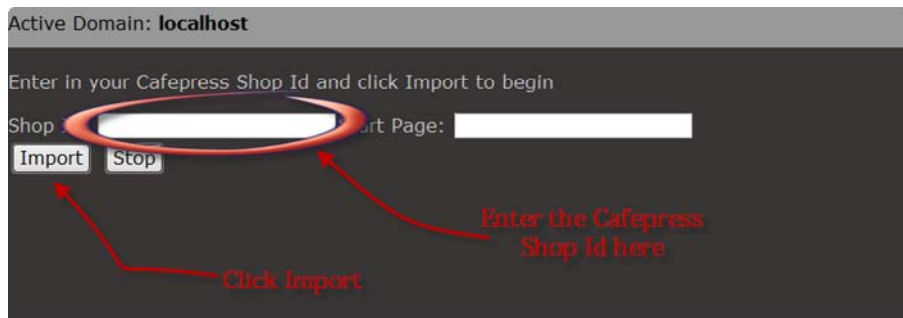 Active Domain: localhost
Enter in your Cafepress Shop Id and click Import to begin
Shop Page:
Import Stop
Enter the Cafepress
Shop Id here
Click Import